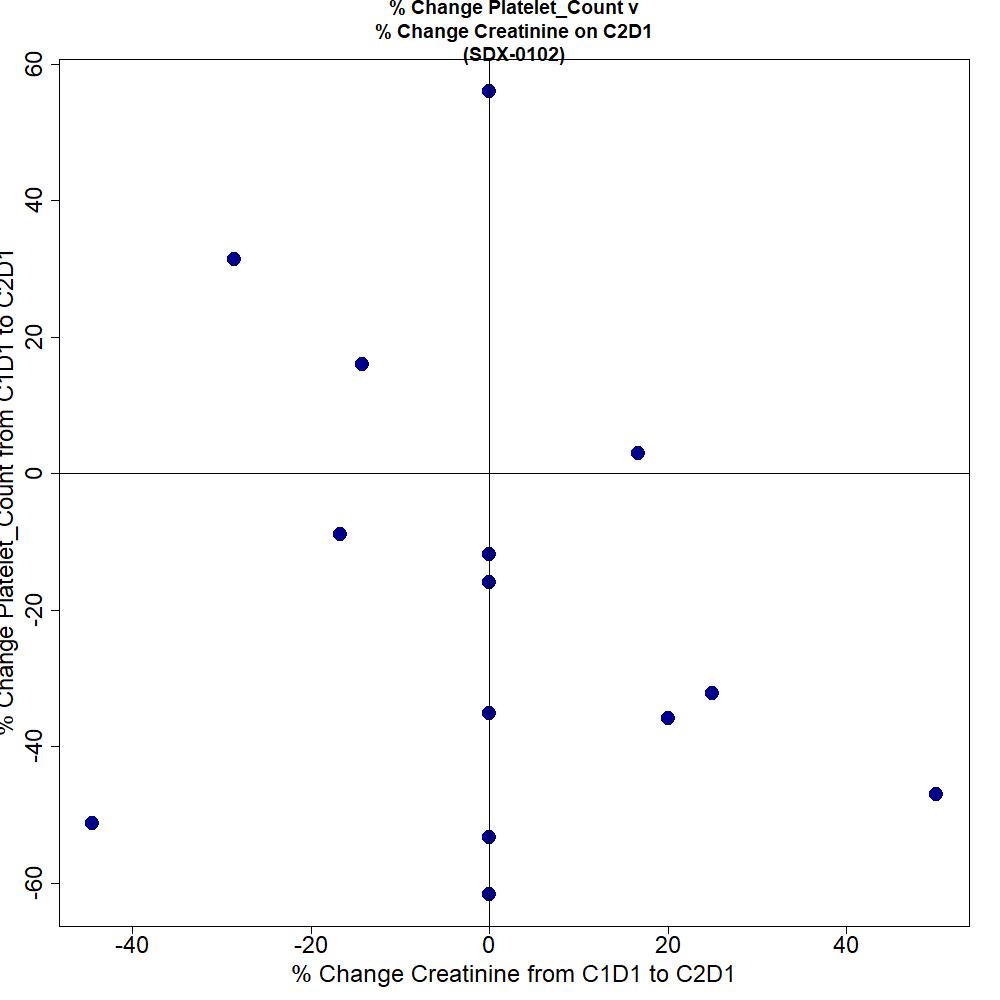 % Change Platelet_Count v
% Change Creatinine on C2D1
(SDX-0102)
% Change Platelet_Count from C1D1 to C2D1
60
40
20
0
-20
-40
-60
-40
-20
0
20
40
% Change Creatinine from C1D1 to C2D1